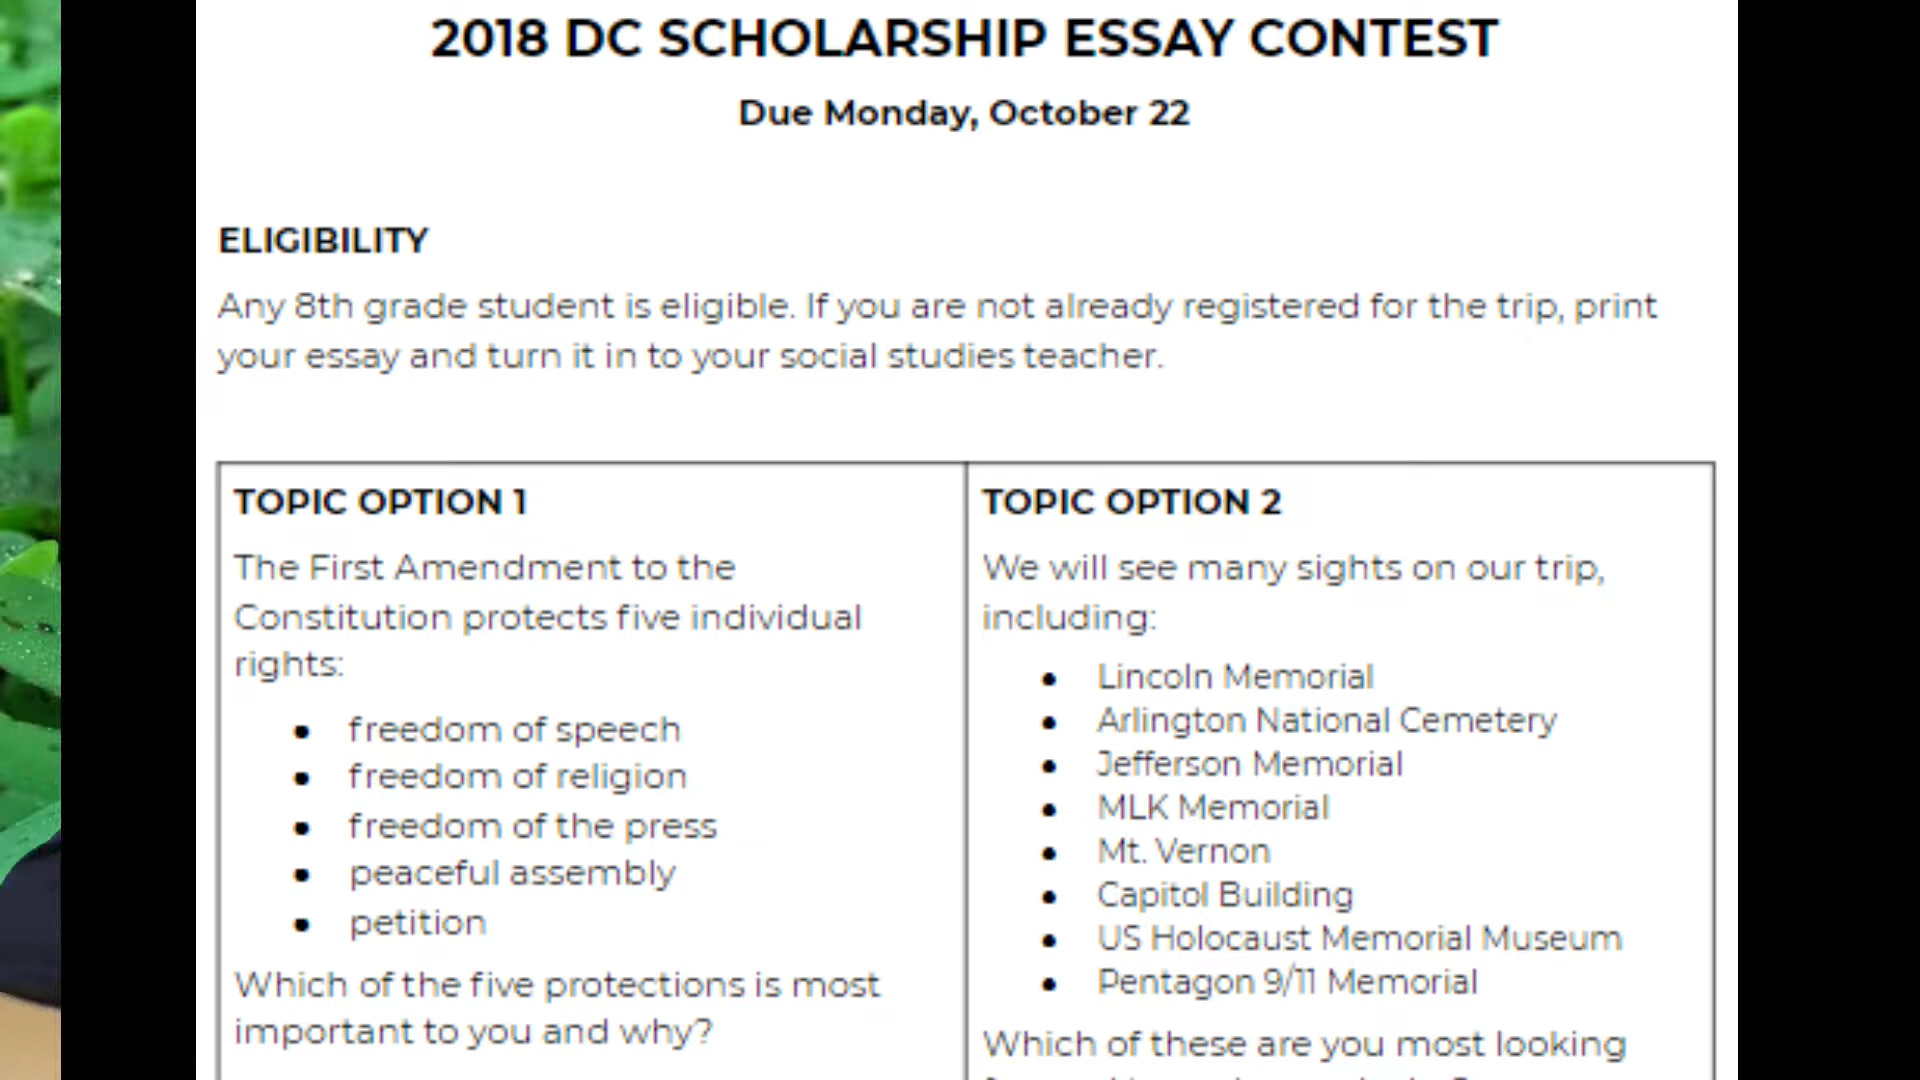 2018 DC SCHOLARSHIP ESSAY CONTEST
Due Monday, October 22
ELIGIBILITY
Any 8th grade student is eligible. If you are not already registered for the trip, print
your essay and turn it in to your social studies teacher.
TOPIC OPTION 1
The First Amendment to the
Constitution protects five individual
rights:
• freedom of speech
• freedom of religion
• freedom of the press
• peaceful assembly
• petition
Which of the five protections is most
important to you and why?
TOPIC OPTION 2
We will see many sights on our trip,
including:
• Lincoln Memorial
• Arlington National Cemetery
• Jefferson Memorial
• MLK Memorial
• Mt. Vernon
• Capitol Building
• US Holocaust Memorial Museum
• Pentagon 9/11 Memorial
Which of these are you most looking